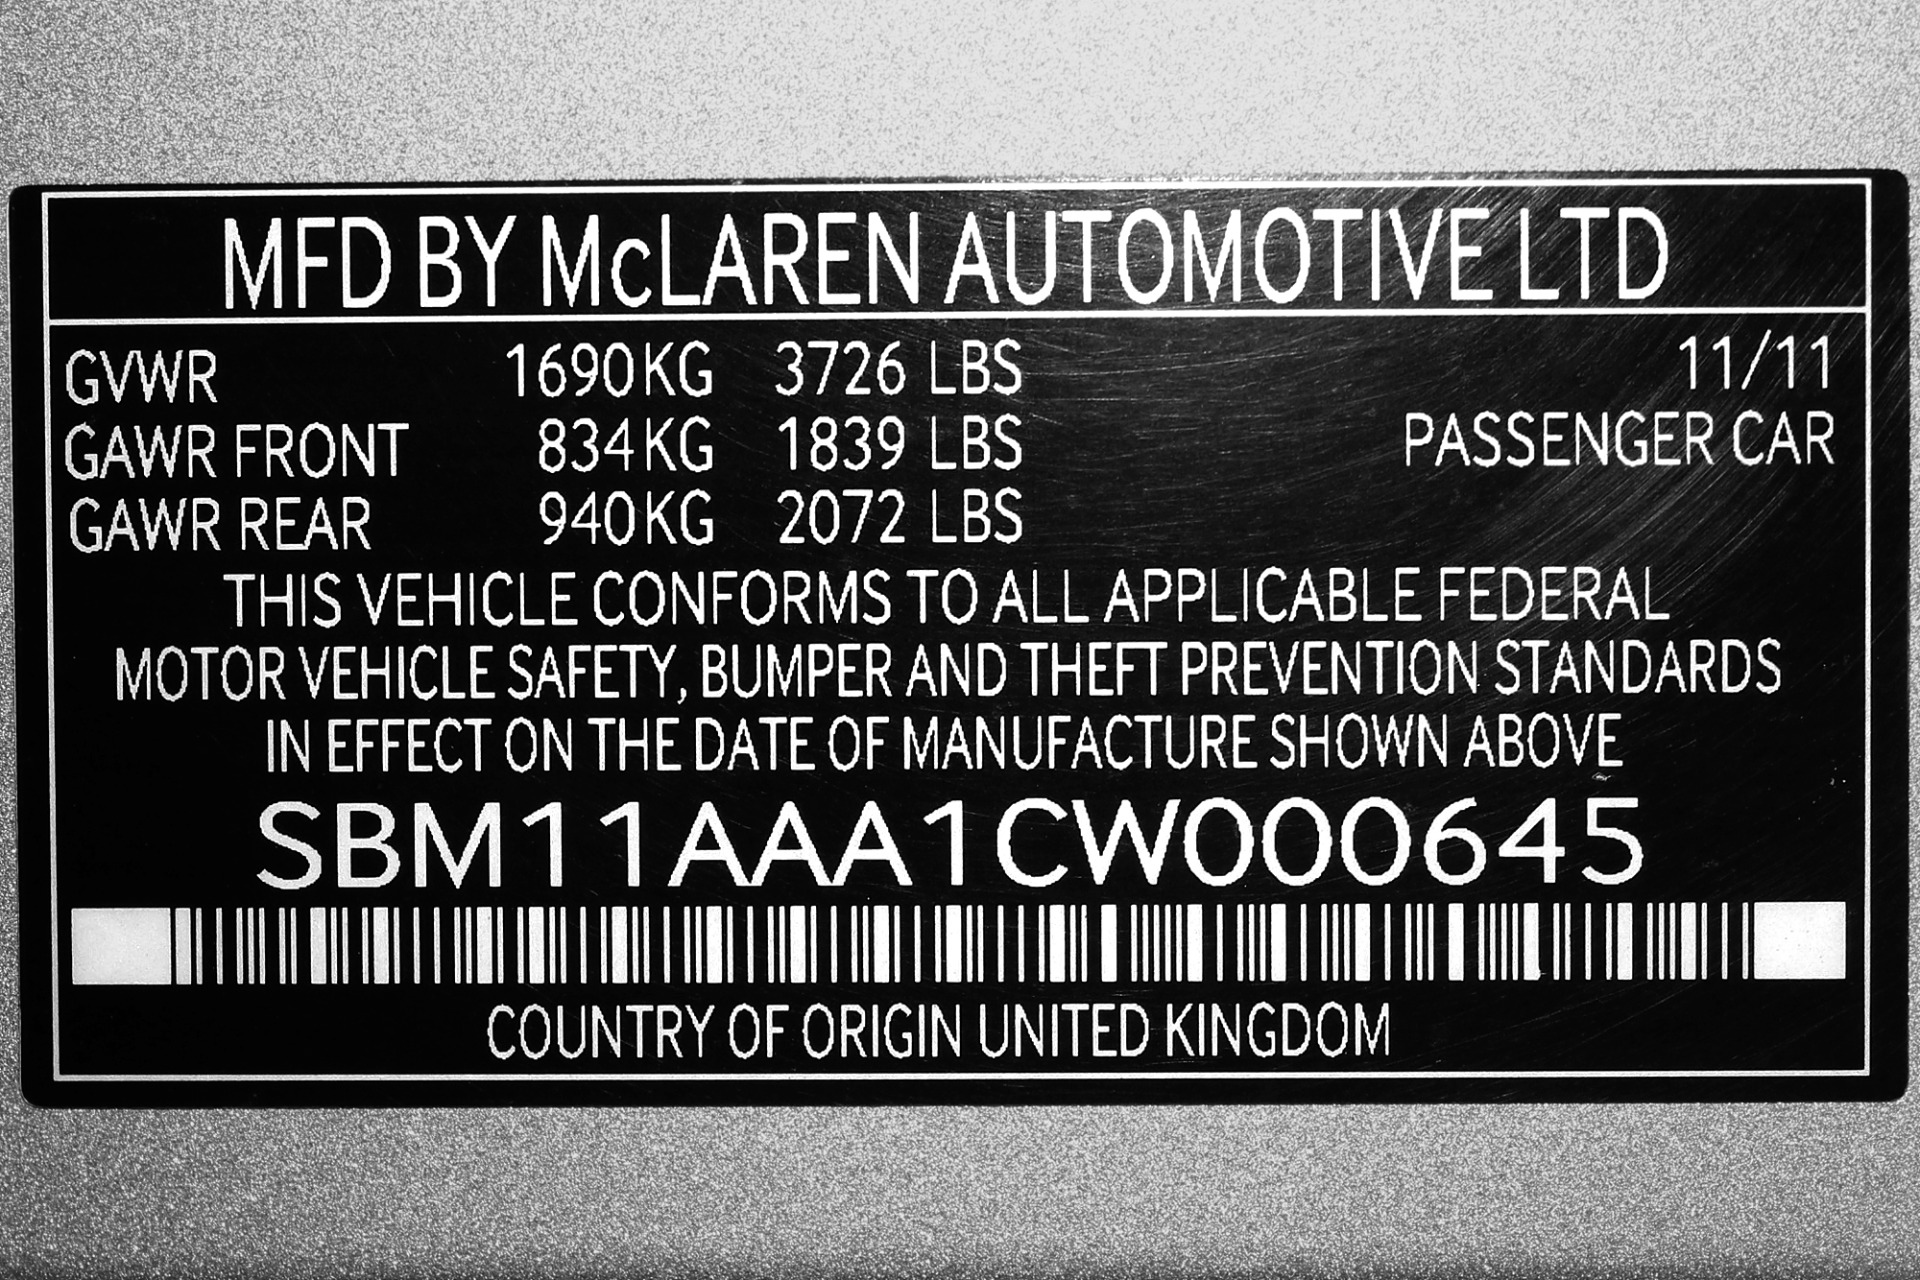 MFD BY McLAREN AUTOMOTIVE LTD
GVWR 1690KG 3726 LBS 11/11
GAWR FRONT 834KG 1839 LBS PASSENGER CAR
GAWR REAR 940KG 2072 LBS
THIS VEHICLE CONFORMS TO ALL APPLICABLE FEDERAL
MOTOR VEHICLE SAFETY, BUMPER AND THEFT PREVENTION STANDARDS
IN EFFECT ON THE DATE OF MANUFACTURE SHOWN ABOVE
SBM11AAA1CW000645
COUNTRY OF ORIGIN UNITED KINGDOM